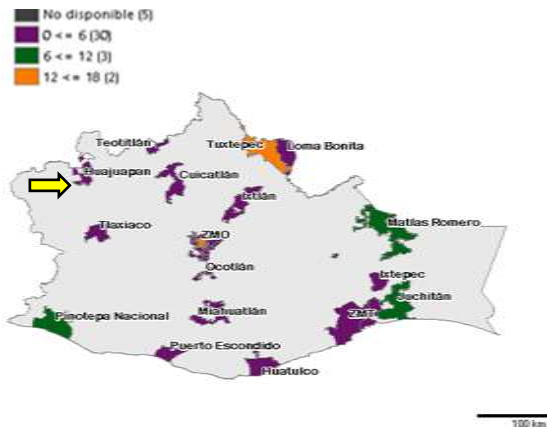 No disponible (5)
0 <= 6 (30)
6 <= 12 (3)
12 <= 18 (2)
Teotitlán
Tuxtepec
Loma Bonita
Huajuapan
Cuicatlán
Ixtlán
Tlaxiaco
ZMO
Matías Romero
Ocotlán
Ixtepec
Juchitán
Miahuatlán
Pinotepa Nacional
ZMT
Puerto Escondido
Huatulco
100 km